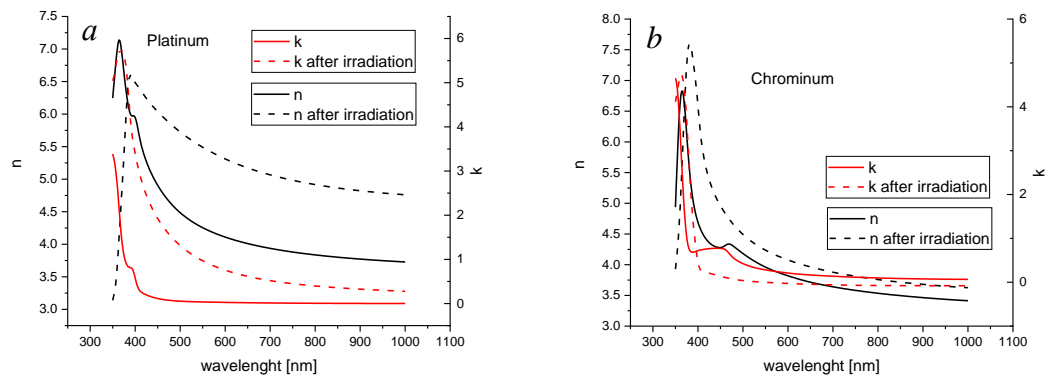 a
Platinum
k
k after irradiation
n
n after irradiation
7.5
7.0
6.5
6.0
5.5
5.0
4.5
4.0
3.5
3.0
n
6
5
4
3
2
1
0
k
300 400 500 600 700 800 900 1000 1100
wavelenght [nm]
b
Chrominum
k
k after irradiation
n
n after irradiation
8.0
7.5
7.0
6.5
6.0
5.5
5.0
4.5
4.0
3.5
3.0
n
6
4
2
0
k
300 400 500 600 700 800 900 1000 1100
wavelenght [nm]